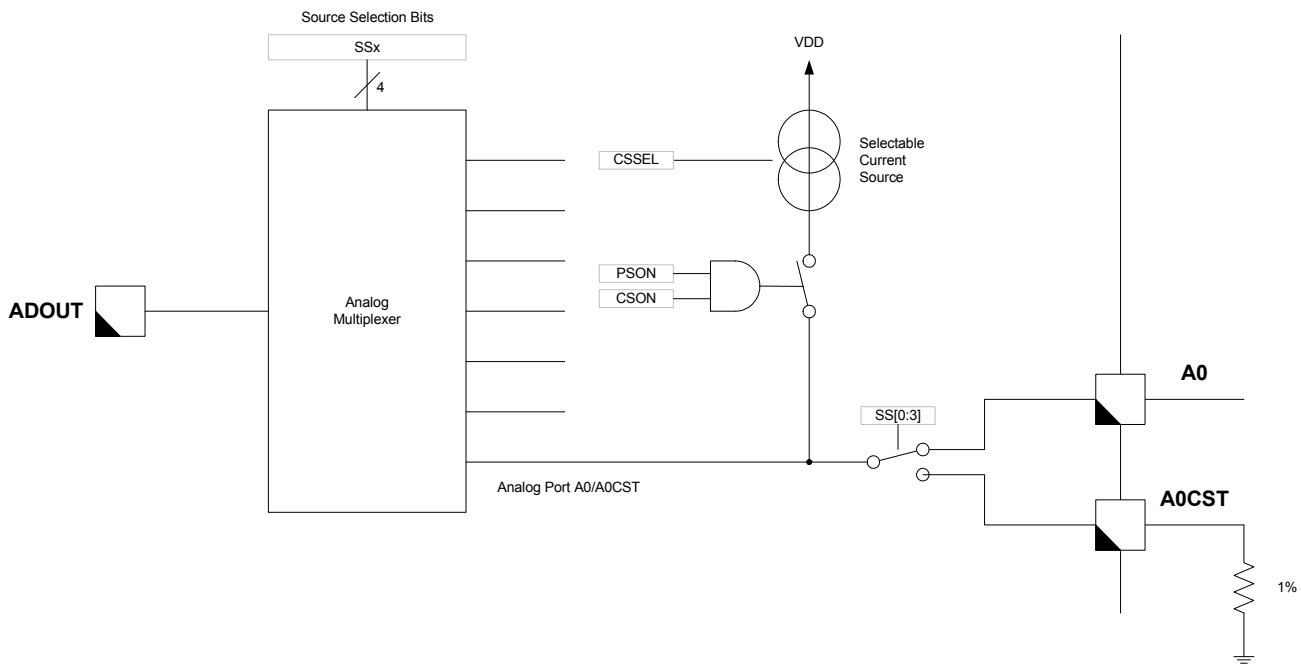 Source Selection Bits
SSx
4
VDD
CSSEL
Selectable
Current
Source
PSON
CSON
ADOUT
Analog
Multiplexer
A0
SS[0:3]
Analog Port A0/A0CST
A0CST
1%